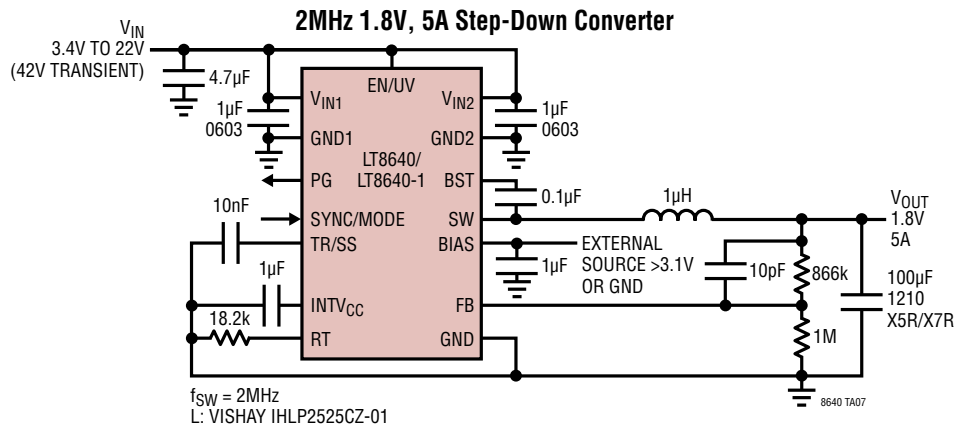 2MHz 1.8V, 5A Step-Down Converter
VIN
3.4V TO 22V
(42V TRANSIENT)
4.7µF
EN/UV
VIN1
VIN2
1µF
0603
1µF
0603
GND1
GND2
LT8640/
LT8640-1
PG
BST
0.1µF
1µH
VOUT
1.8V
5A
10nF
SYNC/MODE
SW
TR/SS
BIAS
EXTERNAL
SOURCE >3.1V
OR GND
1µF
1µF
10pF
866k
100µF
1210
X5R/X7R
INTVCC
FB
18.2k
RT
GND
1M
fSW = 2MHz
L: VISHAY IHLP2525CZ-01
8640 TA07